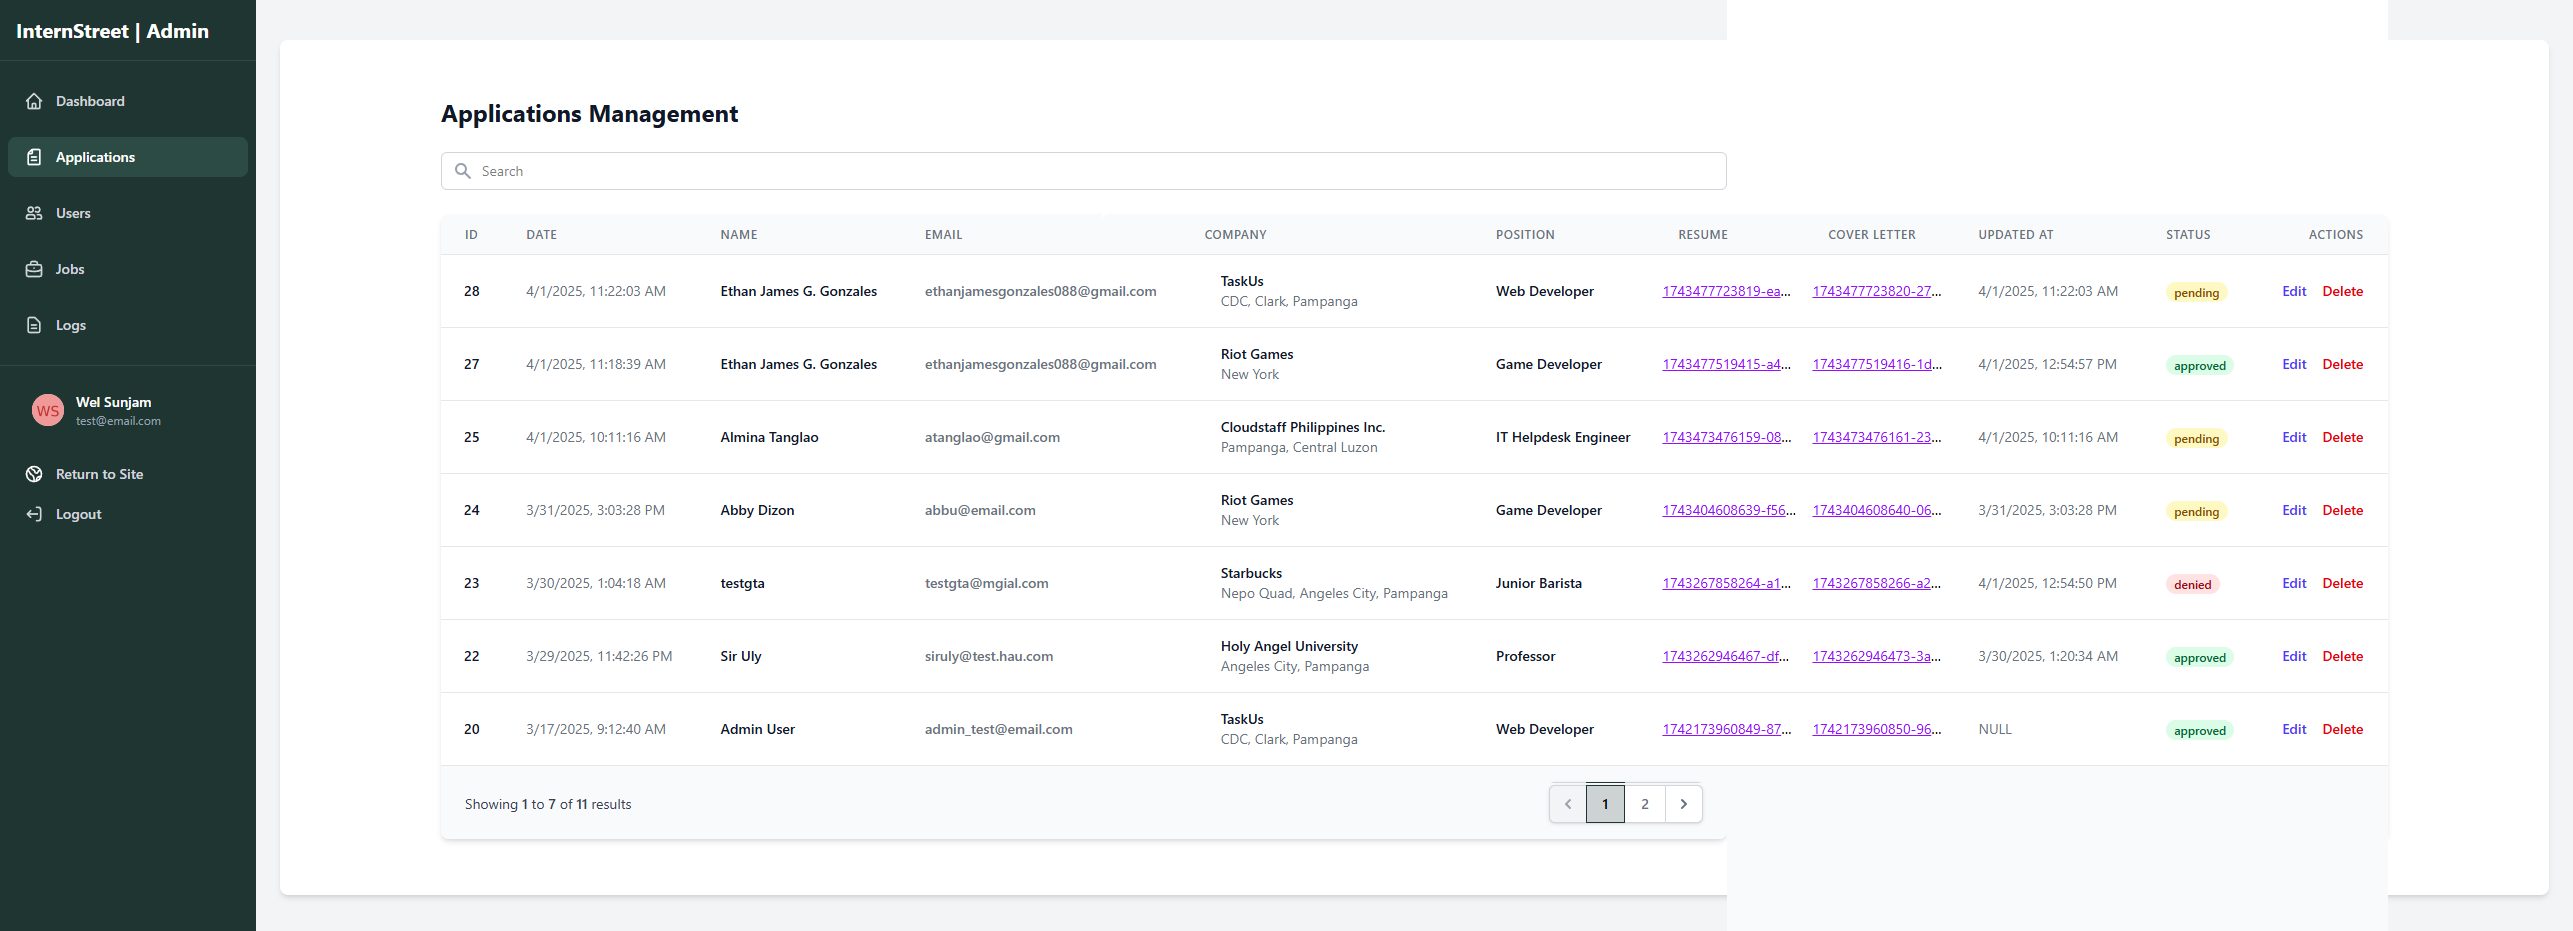 InternStreet | Admin
Dashboard
Applications
Users
Jobs
Logs
WS
Wel Sunjam
test@email.com
Return to Site
Logout
Applications Management
Search
ID DATE NAME EMAIL COMPANY POSITION RESUME COVER LETTER UPDATED AT STATUS ACTIONS
28 4/1/2025, 11:22:03 AM Ethan James G. Gonzales ethanjamesgonzales088@gmail.com TaskUs Web Developer 1743477723819-ea... 1743477723820-27... 4/1/2025, 11:22:03 AM pending Edit Delete
CDC, Clark, Pampanga
27 4/1/2025, 11:18:39 AM Ethan James G. Gonzales ethanjamesgonzales088@gmail.com Riot Games Game Developer 1743477519415-a4... 1743477519416-1d... 4/1/2025, 12:54:57 PM approved Edit Delete
New York
25 4/1/2025, 10:11:16 AM Almina Tanglao atanglao@gmail.com Cloudstaff Philippines Inc. IT Helpdesk Engineer 1743473476159-08... 1743473476161-23... 4/1/2025, 10:11:16 AM pending Edit Delete
Pampanga, Central Luzon
24 3/31/2025, 3:03:28 PM Abby Dizon abbu@email.com Riot Games Game Developer 1743404608639-f56... 1743404608640-06... 3/31/2025, 3:03:28 PM pending Edit Delete
New York
23 3/30/2025, 1:04:18 AM testgta testgta@mgial.com Starbucks Junior Barista 1743267858264-a1... 1743267858266-a2... 4/1/2025, 12:54:50 PM denied Edit Delete
Nepo Quad, Angeles City, Pampanga
22 3/29/2025, 11:42:26 PM Sir Uly siruly@test.hau.com Holy Angel University Professor 1743262946467-df... 1743262946473-3a... 3/30/2025, 1:20:34 AM approved Edit Delete
Angeles City, Pampanga
20 3/17/2025, 9:12:40 AM Admin User admin_test@email.com TaskUs Web Developer 1742173960849-87... 1742173960850-96... NULL approved Edit Delete
CDC, Clark, Pampanga
Showing 1 to 7 of 11 results
1 2